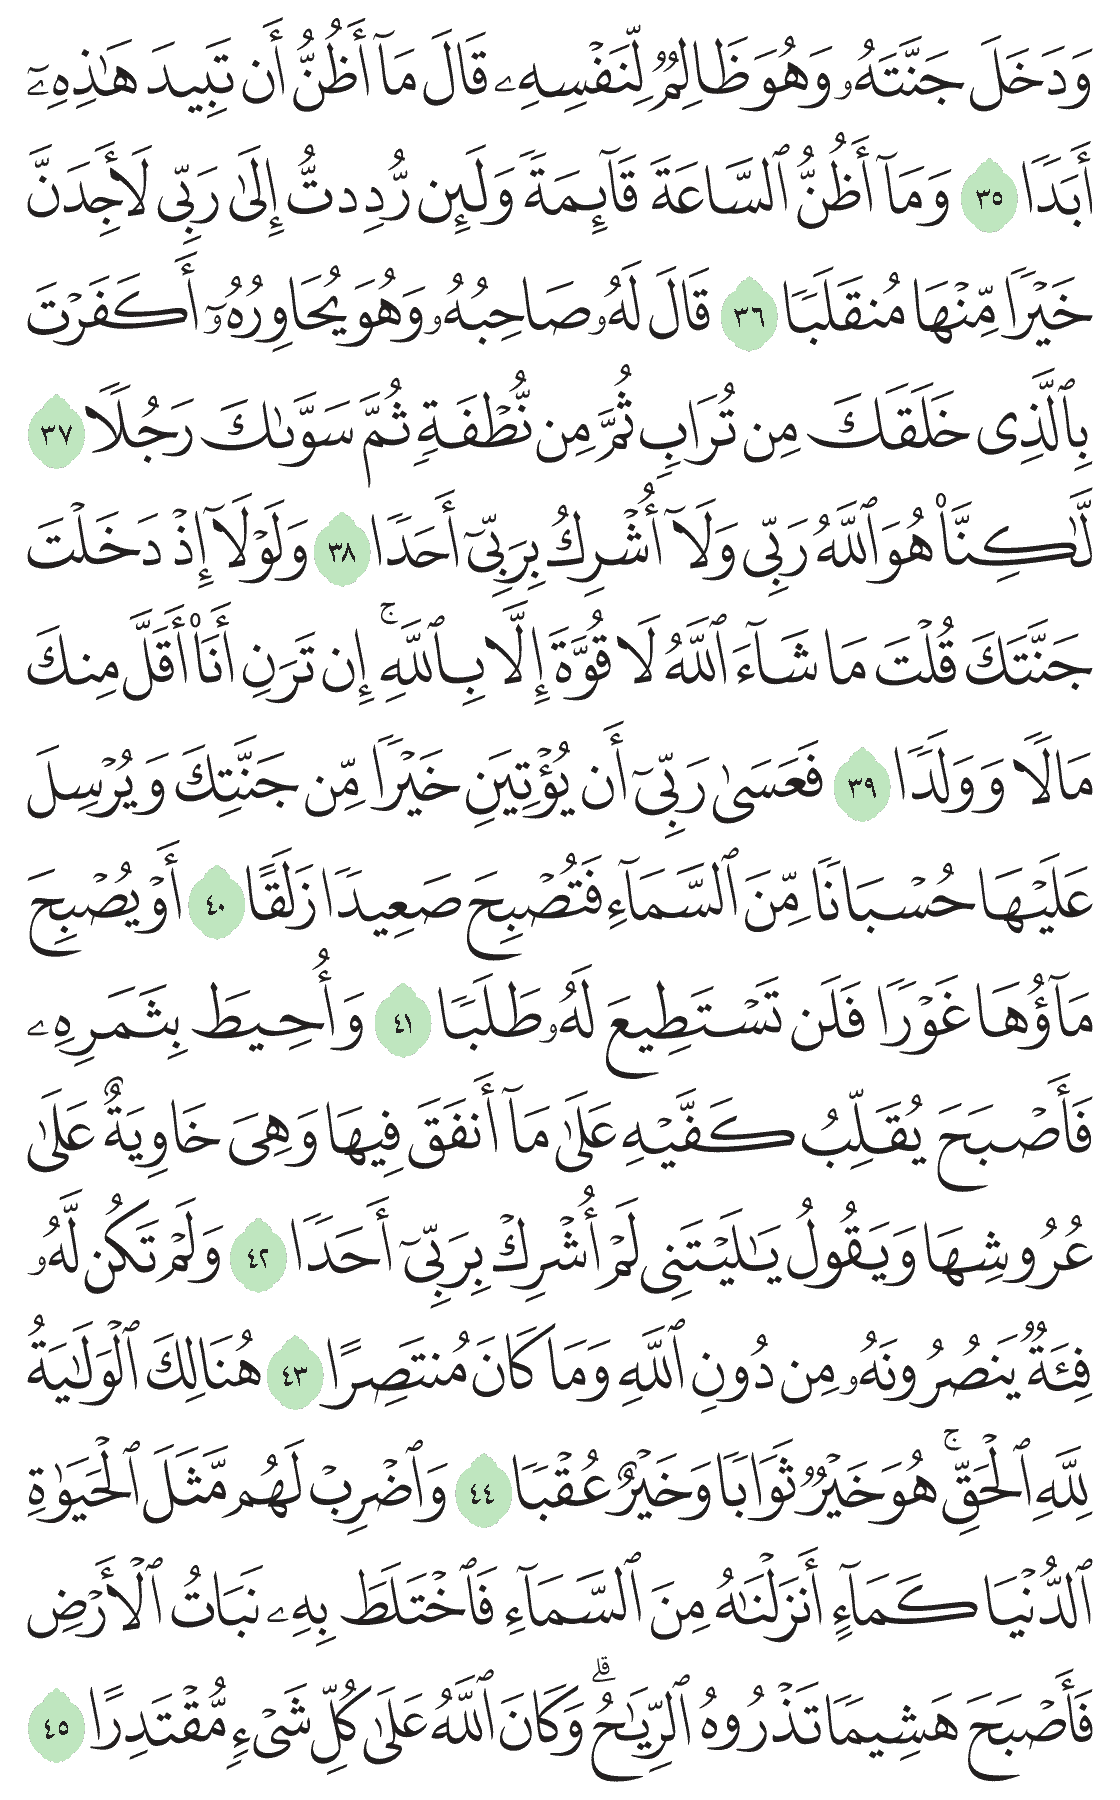 وَدَخَلَ جَنَّتَهُۥ وَهُوَ ظَالِمٌۭ لِّنَفْسِهِۦ قَالَ مَآ أَظُنُّ أَن تَبِيدَ هَـٰذِهِۦٓ
أَبَدًۭا ٣٥ وَمَآ أَظُنُّ ٱلسَّاعَةَ قَآئِمَةًۭ وَلَئِن رُّدِدتُّ إِلَىٰ رَبِّى لَأَجِدَنَّ
خَيْرًۭا مِّنْهَا مُنقَلَبًۭا ٣٦ قَالَ لَهُۥ صَاحِبُهُۥ وَهُوَ يُحَاوِرُهُۥٓ أَكَفَرْتَ
بِٱلَّذِى خَلَقَكَ مِن تُرَابٍۢ ثُمَّ مِن نُّطْفَةٍۢ ثُمَّ سَوَّىٰكَ رَجُلًۭا ٣٧
لَّـٰكِنَّا۠ هُوَ ٱللَّهُ رَبِّى وَلَآ أُشْرِكُ بِرَبِّىٓ أَحَدًۭا ٣٨ وَلَوْلَآ إِذْ دَخَلْتَ
جَنَّتَكَ قُلْتَ مَا شَآءَ ٱللَّهُ لَا قُوَّةَ إِلَّا بِٱللَّهِ ۚ إِن تَرَنِ أَنَا۠ أَقَلَّ مِنكَ
مَالًۭا وَوَلَدًۭا ٣٩ فَعَسَىٰ رَبِّىٓ أَن يُؤْتِيَنِ خَيْرًۭا مِّن جَنَّتِكَ وَيُرْسِلَ
عَلَيْهَا حُسْبَانًۭا مِّنَ ٱلسَّمَآءِ فَتُصْبِحَ صَعِيدًۭا زَلَقًا ٤٠ أَوْ يُصْبِحَ
مَآؤُهَا غَوْرًۭا فَلَن تَسْتَطِيعَ لَهُۥ طَلَبًۭا ٤١ وَأُحِيطَ بِثَمَرِهِۦ
فَأَصْبَحَ يُقَلِّبُ كَفَّيْهِ عَلَىٰ مَآ أَنفَقَ فِيهَا وَهِىَ خَاوِيَةٌ عَلَىٰ
عُرُوشِهَا وَيَقُولُ يَـٰلَيْتَنِى لَمْ أُشْرِكْ بِرَبِّىٓ أَحَدًۭا ٤٢ وَلَمْ تَكُن لَّهُۥ
فِئَةٌۭ يَنصُرُونَهُۥ مِن دُونِ ٱللَّهِ وَمَا كَانَ مُنتَصِرًا ٤٣ هُنَالِكَ ٱلْوَلَـٰيَةُ
لِلَّهِ ٱلْحَقِّ ۚ هُوَ خَيْرٌۭ ثَوَابًۭا وَخَيْرٌ عُقْبًۭا ٤٤ وَٱضْرِبْ لَهُم مَّثَلَ ٱلْحَيَوٰةِ
ٱلدُّنْيَا كَمَآءٍ أَنزَلْنَـٰهُ مِنَ ٱلسَّمَآءِ فَٱخْتَلَطَ بِهِۦ نَبَاتُ ٱلْأَرْضِ
فَأَصْبَحَ هَشِيمًۭا تَذْرُوهُ ٱلرِّيَـٰحُ ۗ وَكَانَ ٱللَّهُ عَلَىٰ كُلِّ شَىْءٍۢ مُّقْتَدِرًا ٤٥